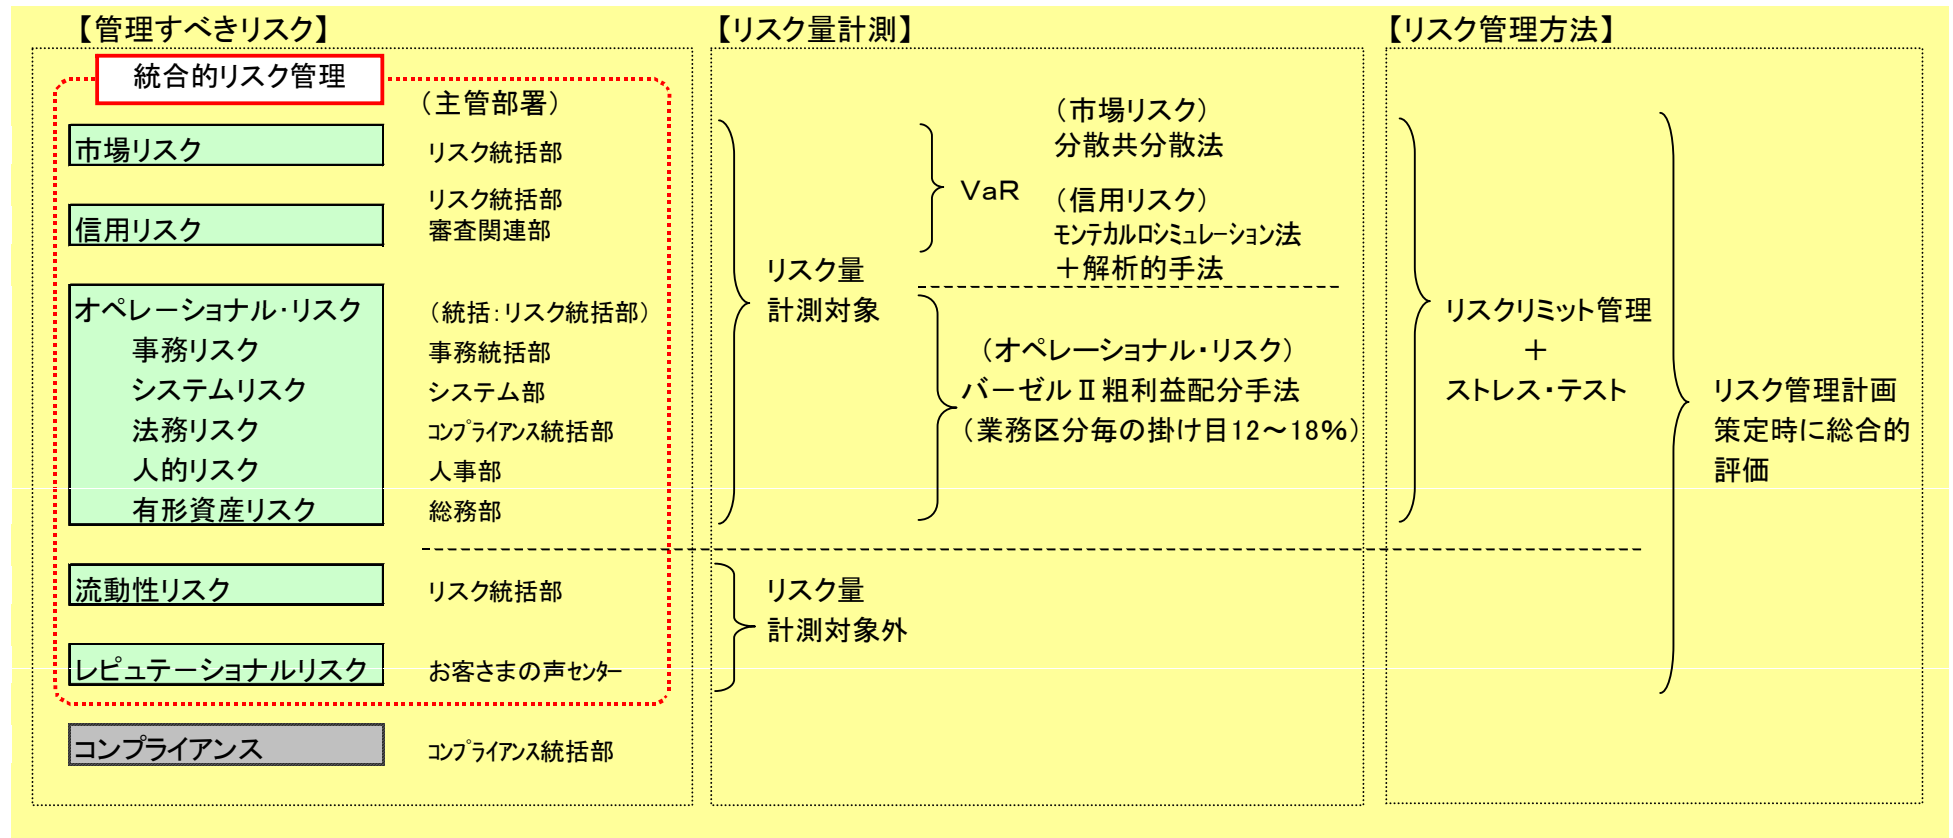 【管理すべきリスク】
統合的リスク管理
（主管部署）
市場リスク
リスク統括部
信用リスク
リスク統括部
審査関連部
オペレーショナル・リスク
（統括：リスク統括部）
事務リスク
事務統括部
システムリスク
システム部
法務リスク
コンプライアンス統括部
人的リスク
人事部
有形資産リスク
総務部
流動性リスク
リスク統括部
レピュテーショナルリスク
お客さまの声センター
コンプライアンス
コンプライアンス統括部
【リスク量計測】
リスク量
計測対象
VaR
（市場リスク）
分散共分散法
（信用リスク）
モンテカルロシミュレーション法
＋解析的手法
（オペレーショナル・リスク）
バーゼルⅡ粗利益配分手法
（業務区分毎の掛け目12～18％）
リスク量
計測対象外
【リスク管理方法】
リスクリミット管理
＋
ストレス・テスト
リスク管理計画
策定時に総合的
評価